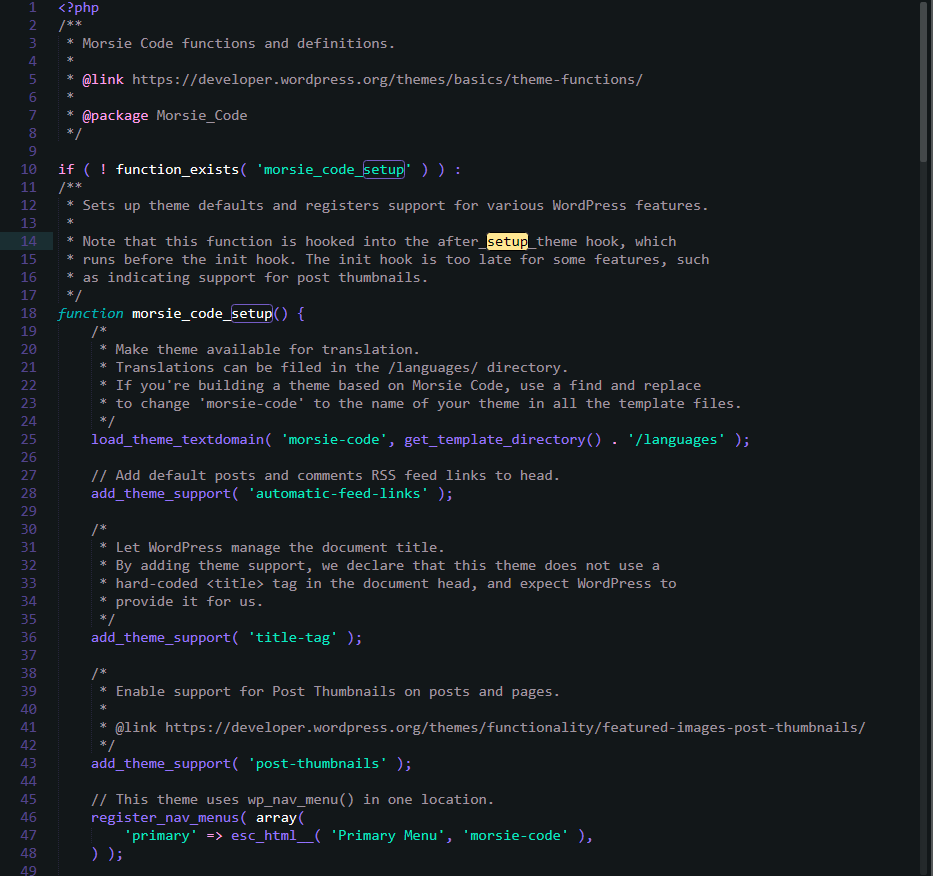 1 <?php
2 /**
3  * Morsie Code functions and definitions.
4  *
5  * @link https://developer.wordpress.org/themes/basics/theme-functions/
6  *
7  * @package Morsie_Code
8  */
9
10 if ( ! function_exists( 'morsie_code_setup' ) ) :
11 /**
12  * Sets up theme defaults and registers support for various WordPress features.
13  *
14  * Note that this function is hooked into the after_setup_theme hook, which
15  * runs before the init hook. The init hook is too late for some features, such
16  * as indicating support for post thumbnails.
17  */
18 function morsie_code_setup() {
19     /*
20      * Make theme available for translation.
21      * Translations can be filed in the /languages/ directory.
22      * If you're building a theme based on Morsie Code, use a find and replace
23      * to change 'morsie-code' to the name of your theme in all the template files.
24      */
25     load_theme_textdomain( 'morsie-code', get_template_directory() . '/languages' );
26
27     // Add default posts and comments RSS feed links to head.
28     add_theme_support( 'automatic-feed-links' );
29
30     /*
31      * Let WordPress manage the document title.
32      * By adding theme support, we declare that this theme does not use a
33      * hard-coded <title> tag in the document head, and expect WordPress to
34      * provide it for us.
35      */
36     add_theme_support( 'title-tag' );
37
38     /*
39      * Enable support for Post Thumbnails on posts and pages.
40      *
41      * @link https://developer.wordpress.org/themes/functionality/featured-images-post-thumbnails/
42      */
43     add_theme_support( 'post-thumbnails' );
44
45     // This theme uses wp_nav_menu() in one location.
46     register_nav_menus( array(
47         'primary' => esc_html__( 'Primary Menu', 'morsie-code' ),
48     ) );
49